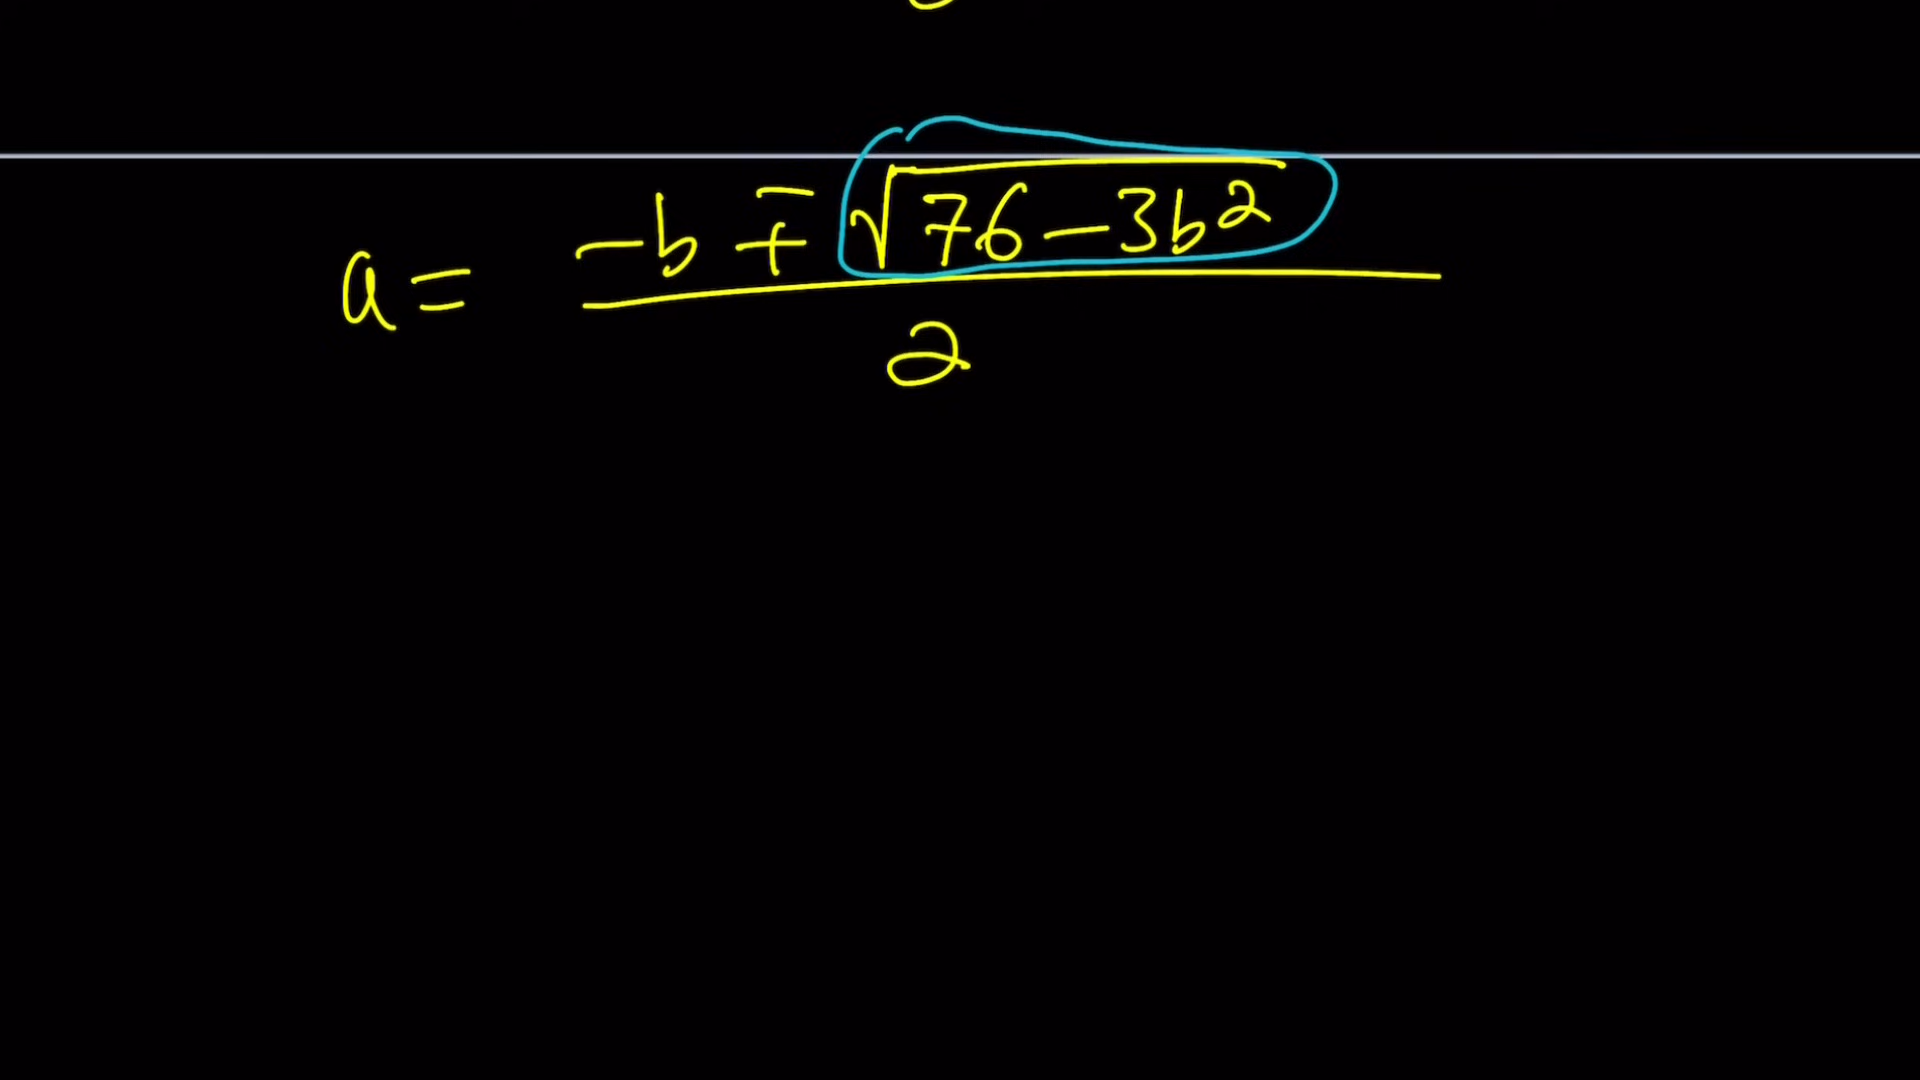 a = (-b ∓ √(76 - 3b²)) / 2